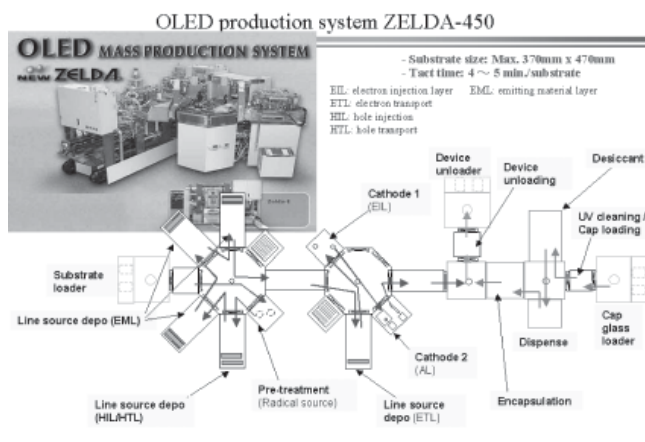 OLED production system ZELDA-450
OLED MASS PRODUCTION SYSTEM
NEW ZELDA
- Substrate size: Max. 370mm x 470mm
- Tact time: 4 ~ 5 min./substrate
EIL: electron injection layer EML: emitting material layer
ETL: electron transport
HIL: hole injection
HTL: hole transport
Device
unloader
Device
unloading
Desiccant
Cathode 1
(EIL)
UV cleaning /
Cap loading
Substrate
loader
Line source depo (EML)
Cap
glass
loader
Dispense
Cathode 2
(AL)
Pre-treatment
(Radical source)
Encapsulation
Line source depo
(HIL/HTL)
Line source
depo (ETL)